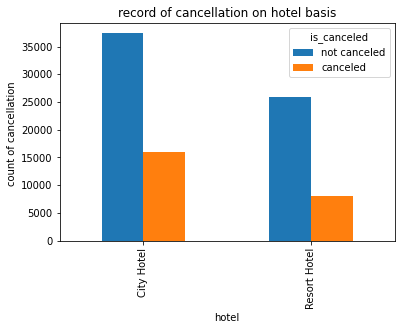 record of cancellation on hotel basis
is_canceled
not canceled
canceled
count of cancellation
35000
30000
25000
20000
15000
10000
5000
0
City Hotel
Resort Hotel
hotel